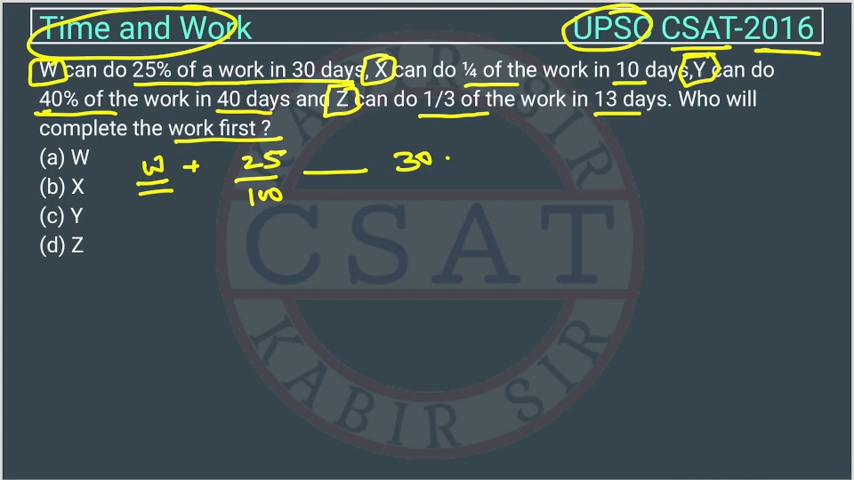 Time and Work
UPSC CSAT-2016
W can do 25% of a work in 30 days, X can do ¼ of the work in 10 days,Y can do
40% of the work in 40 days and Z can do 1/3 of the work in 13 days. Who will
complete the work first ?
(a) W
(b) X
(c) Y
(d) Z
W + 25/100 — 30 .
KABIR SIR
CSAT
KABIR SIR